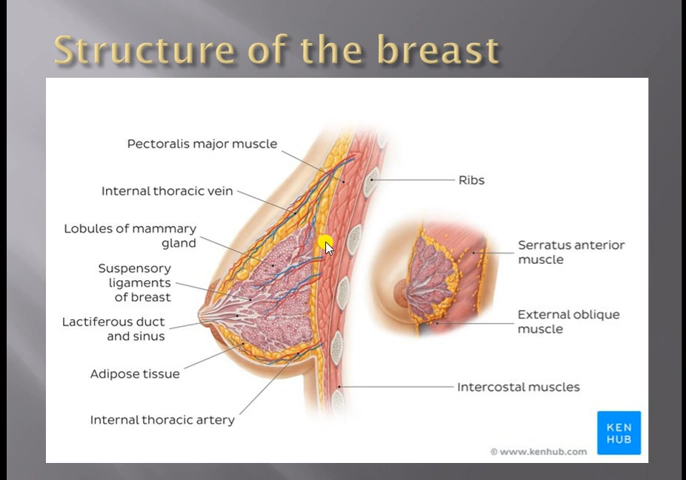 Structure of the breast
Pectoralis major muscle
Internal thoracic vein
Lobules of mammary
gland
Suspensory
ligaments
of breast
Lactiferous duct
and sinus
Adipose tissue
Internal thoracic artery
Ribs
Serratus anterior
muscle
External oblique
muscle
Intercostal muscles
KEN
HUB
© www.kenhub.com